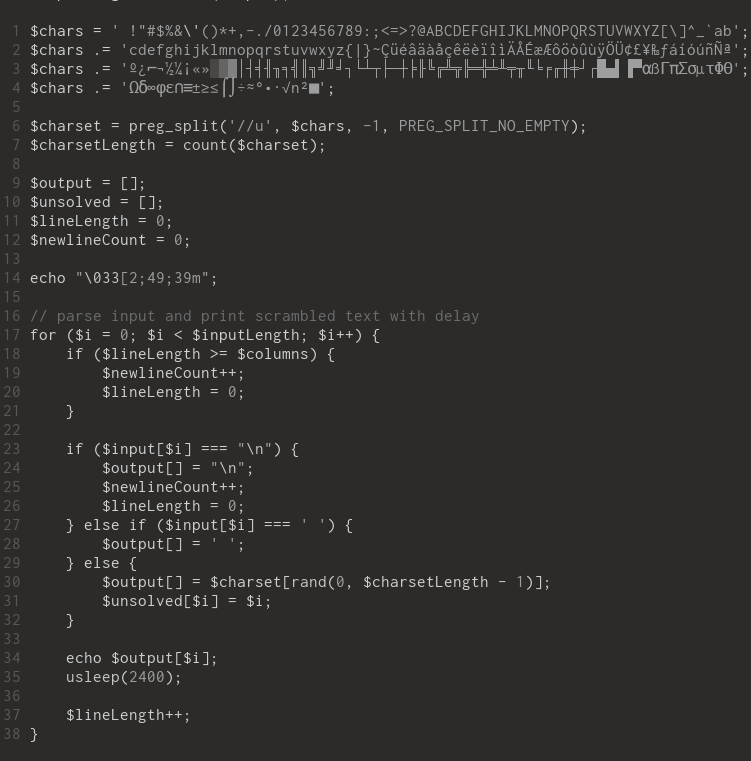 1 $chars = ' !"#$%&\'()*+,-./0123456789:;<=>?@ABCDEFGHIJKLMNOPQRSTUVWXYZ[\]^_`ab';
2 $chars .= 'cdefghijklmnopqrstuvwxyz{|}~ÇüéâäàåçêëèïîìÄÅÉæÆôöòûùÿÖÜ¢£¥₧ƒáíóúñÑª';
3 $chars .= 'º¿⌐¬½¼¡«»░▒▓│┤╡╢╖╕╣║╗╝╜╛┐└┴┬├─┼╞╟╚╔╩╦╠═╬╧╨╤╥╙╘╒╓╫╪┘┌█▄▌▐▀αßΓπΣσµτΦΘ';
4 $chars .= 'Ωδ∞φε∩≡±≥≤⌠⌡÷≈°∙·√ⁿ²■';
5
6 $charset = preg_split('//u', $chars, -1, PREG_SPLIT_NO_EMPTY);
7 $charsetLength = count($charset);
8
9 $output = [];
10 $unsolved = [];
11 $lineLength = 0;
12 $newlineCount = 0;
13
14 echo "\033[2;49;39m";
15
16 // parse input and print scrambled text with delay
17 for ($i = 0; $i < $inputLength; $i++) {
18 if ($lineLength >= $columns) {
19 $newlineCount++;
20 $lineLength = 0;
21 }
22
23 if ($input[$i] === "\n") {
24 $output[] = "\n";
25 $newlineCount++;
26 $lineLength = 0;
27 } else if ($input[$i] === ' ') {
28 $output[] = ' ';
29 } else {
30 $output[] = $charset[rand(0, $charsetLength - 1)];
31 $unsolved[$i] = $i;
32 }
33
34 echo $output[$i];
35 usleep(2400);
36
37 $lineLength++;
38 }